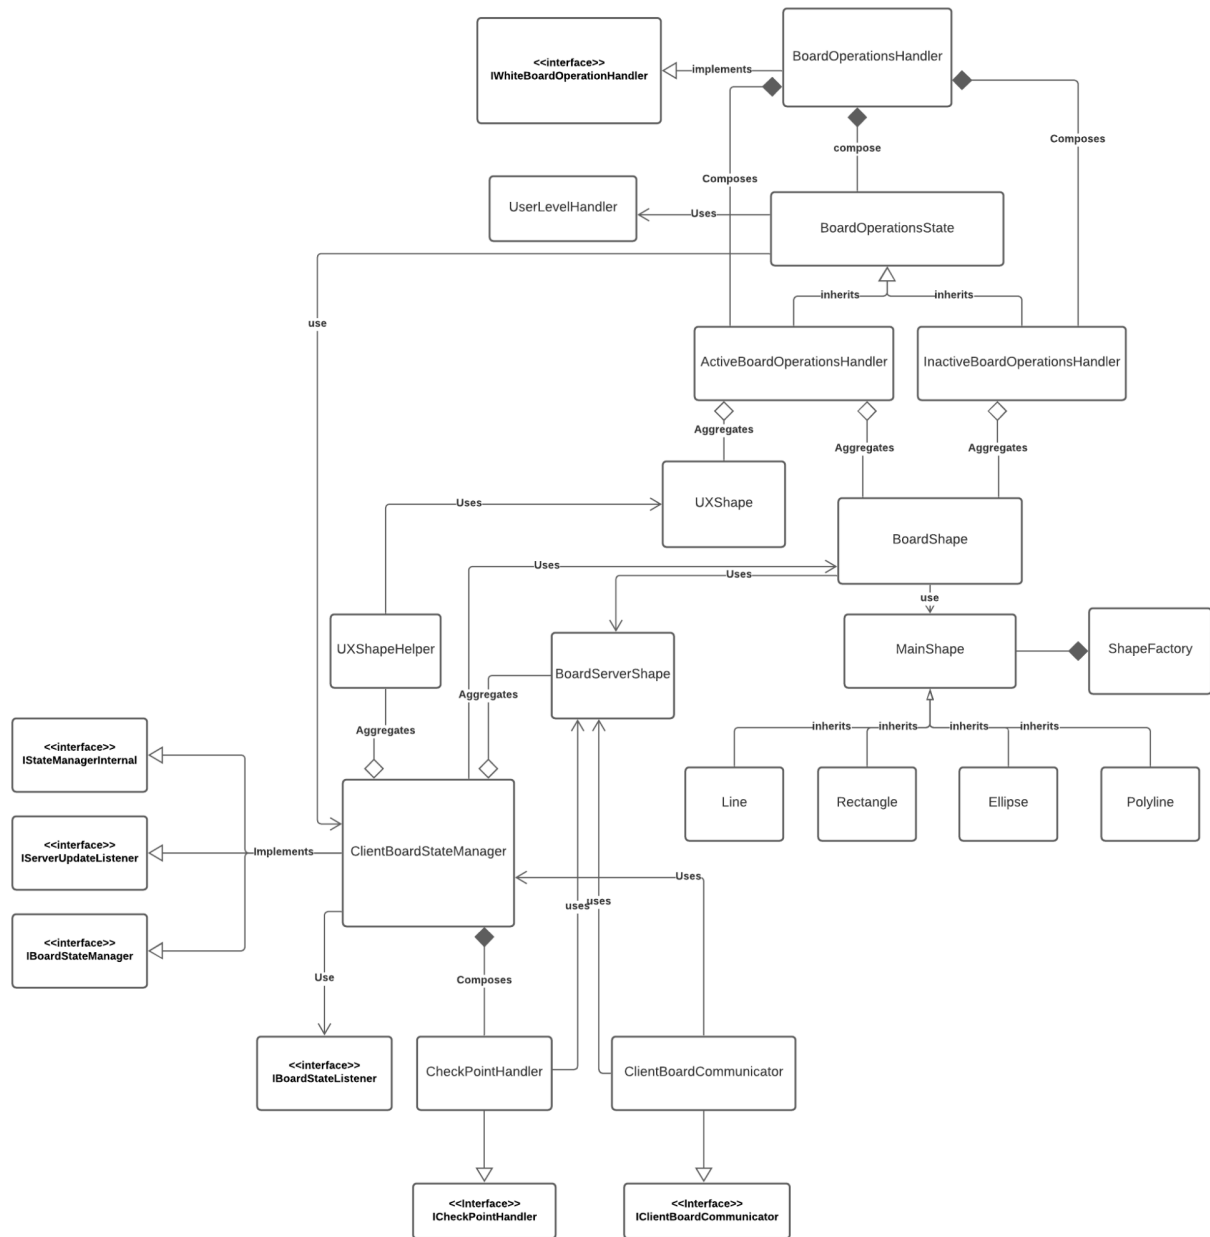 BoardOperationsHandler
<<interface>>
IWhiteBoardOperationHandler
implements
Composes
compose
Composes
UserLevelHandler
Uses
BoardOperationsState
use
inherits
inherits
ActiveBoardOperationsHandler
InactiveBoardOperationsHandler
Aggregates
Aggregates
Aggregates
Uses
UXShape
BoardShape
Uses
Uses
use
UXShapeHelper
BoardServerShape
MainShape
ShapeFactory
Aggregates
Aggregates
inherits
inherits
inherits
inherits
<<interface>>
IStateManagerInternal
Line
Rectangle
Ellipse
Polyline
<<interface>>
IServerUpdateListener
Implements
ClientBoardStateManager
Uses
uses
uses
<<interface>>
IBoardStateManager
Use
Composes
<<interface>>
IBoardStateListener
CheckPointHandler
ClientBoardCommunicator
<<Interface>>
ICheckPointHandler
<<Interface>>
IClientBoardCommunicator